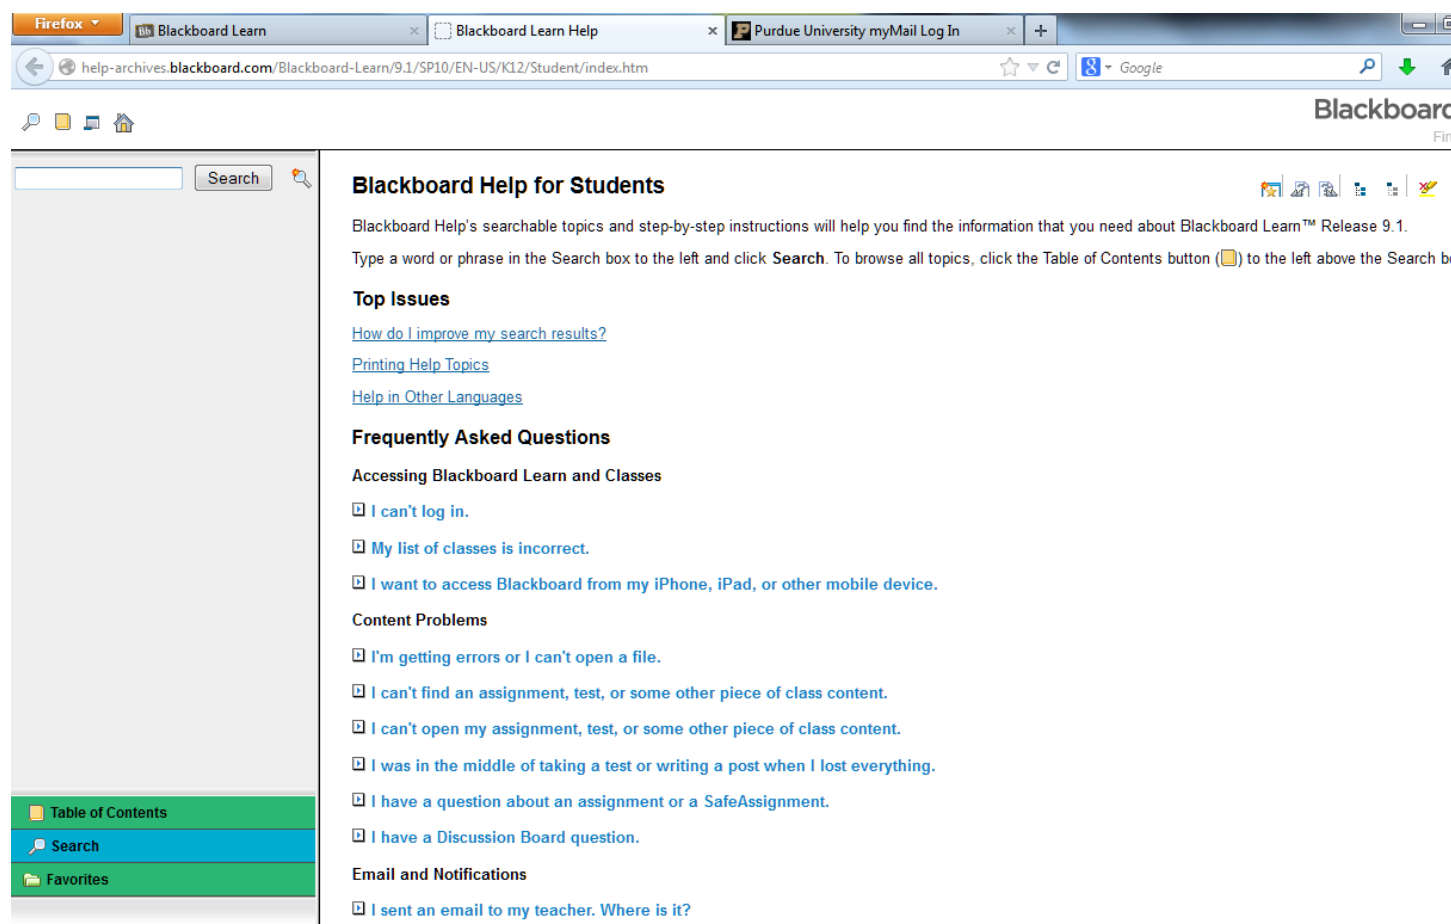 Firefox
Blackboard Learn
Blackboard Learn Help
Purdue University myMail Log In
help-archives.blackboard.com/Blackboard-Learn/9.1/SP10/EN-US/K12/Student/index.htm
Google
Blackboard
Search
Blackboard Help for Students
Blackboard Help's searchable topics and step-by-step instructions will help you find the information that you need about Blackboard Learn™ Release 9.1.
Type a word or phrase in the Search box to the left and click Search. To browse all topics, click the Table of Contents button ( ) to the left above the Search
Top Issues
How do I improve my search results?
Printing Help Topics
Help in Other Languages
Frequently Asked Questions
Accessing Blackboard Learn and Classes
I can't log in.
My list of classes is incorrect.
I want to access Blackboard from my iPhone, iPad, or other mobile device.
Content Problems
I'm getting errors or I can't open a file.
I can't find an assignment, test, or some other piece of class content.
I can't open my assignment, test, or some other piece of class content.
I was in the middle of taking a test or writing a post when I lost everything.
I have a question about an assignment or a SafeAssignment.
I have a Discussion Board question.
Email and Notifications
I sent an email to my teacher. Where is it?
Table of Contents
Search
Favorites